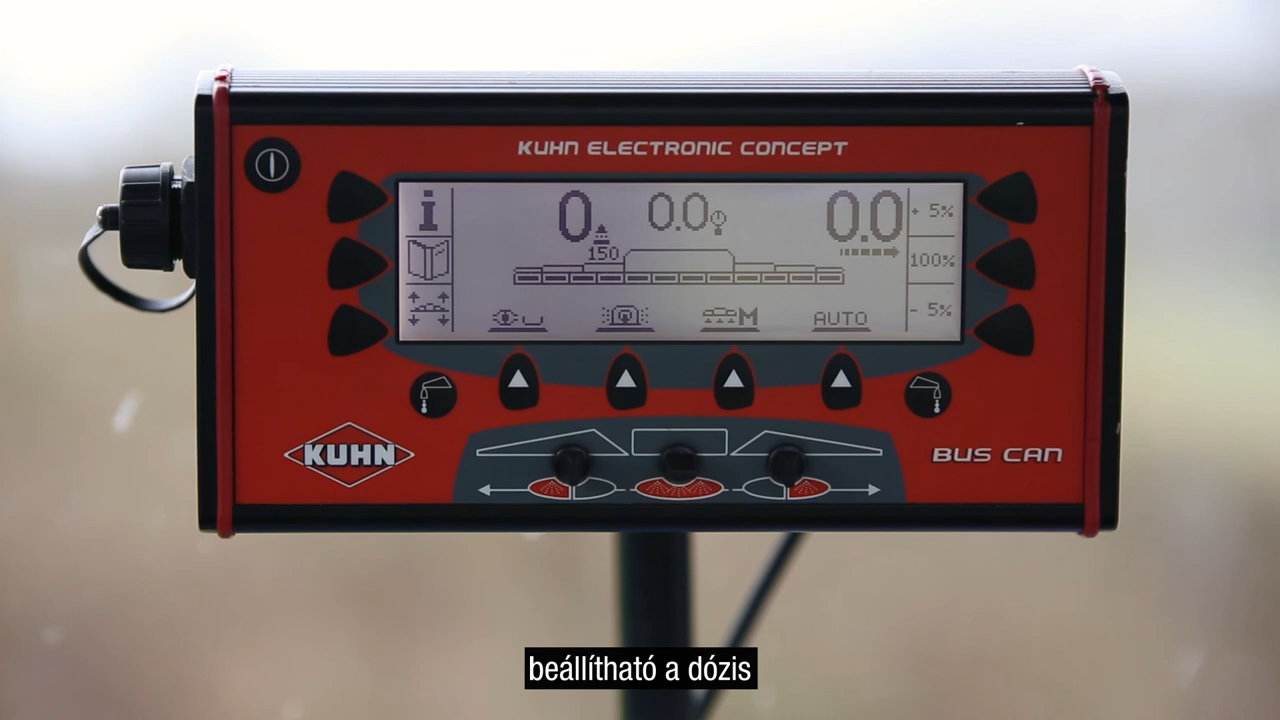 KUHN ELECTRONIC CONCEPT
i 0 0.0 0.0 + 5%
150 100%
M AUTO - 5%
KUHN BUS CAN
beállítható a dózis